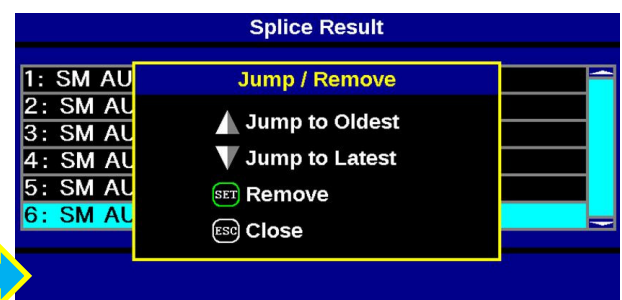 Splice Result
Jump / Remove
1: SM AU
2: SM AU
3: SM AU
4: SM AU
5: SM AU
6: SM AU
Jump to Oldest
Jump to Latest
SET Remove
ESC Close